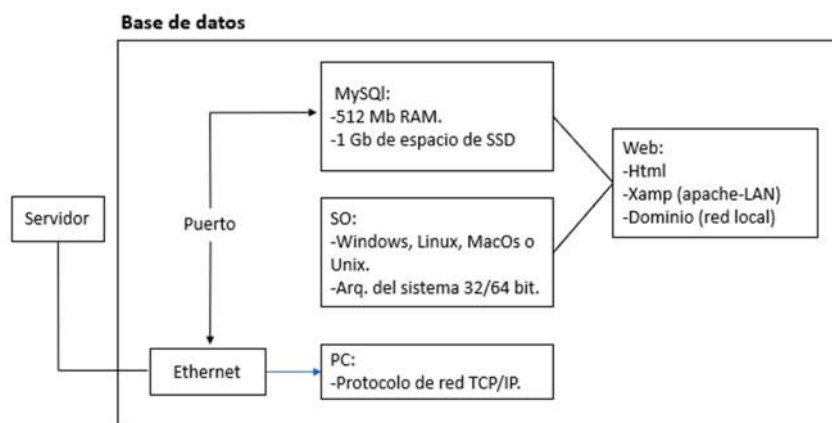 Base de datos
MySQl:
-512 Mb RAM.
-1 Gb de espacio de SSD
Web:
-Html
-Xamp (apache-LAN)
-Dominio (red local)
Servidor
Puerto
SO:
-Windows, Linux, MacOs o
Unix.
-Arq. del sistema 32/64 bit.
Ethernet
PC:
-Protocolo de red TCP/IP.